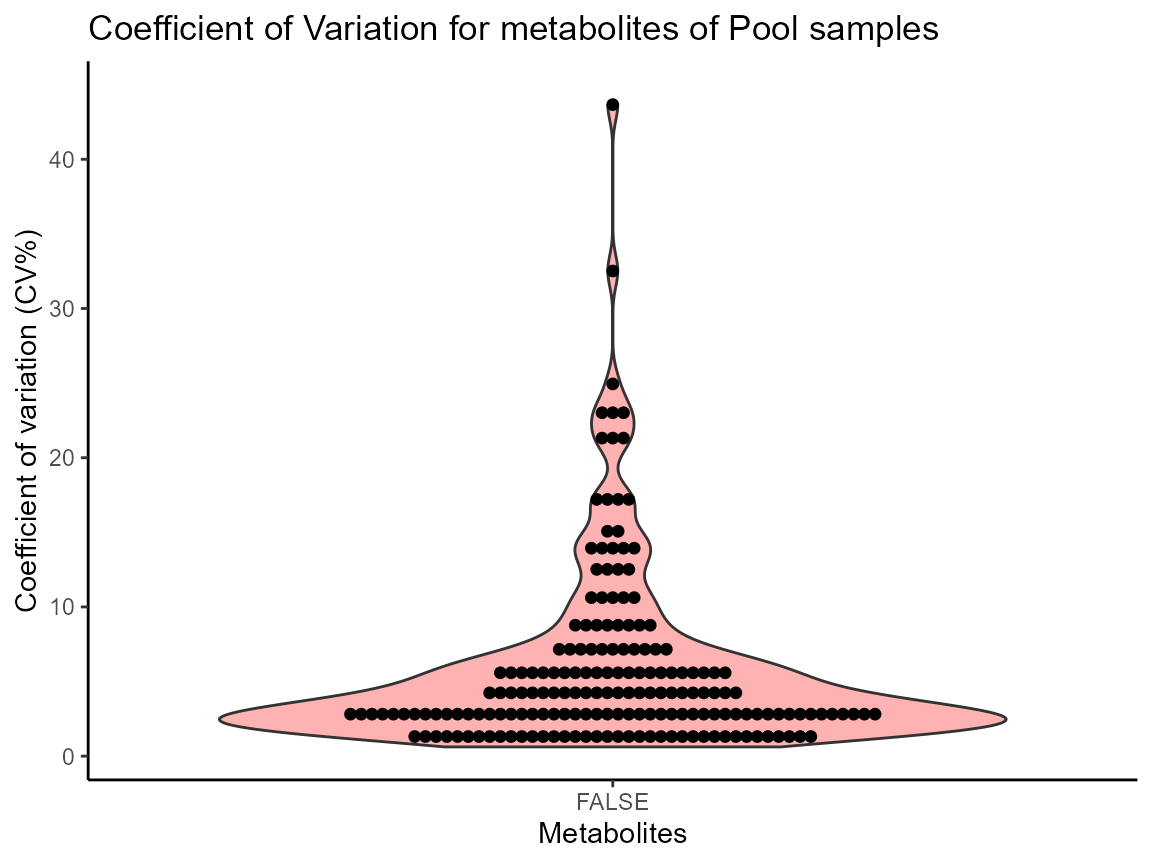 Coefficient of Variation for metabolites of Pool samples
Coefficient of variation (CV%)
40
30
20
10
0
FALSE
Metabolites